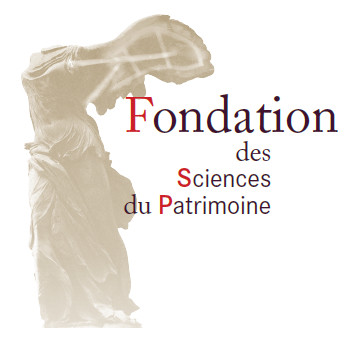 Fondation
des
Sciences
du Patrimoine